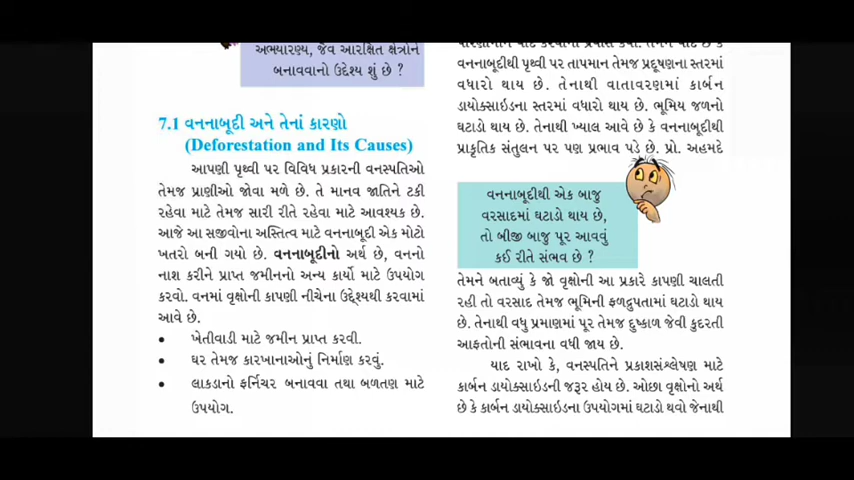 અભયારણ્ય, જૈવ આરક્ષિત ક્ષેત્રોને
બનાવવાનો ઉદ્દેશ્ય શું છે ?
7.1 વનનાબૂદી અને તેનાં કારણો
(Deforestation and Its Causes)
આપણી પૃથ્વી પર વિવિધ પ્રકારની વનસ્પતિઓ
તેમજ પ્રાણીઓ જોવા મળે છે. તે માનવ જાતિને ટકી
રહેવા માટે તેમજ સારી રીતે રહેવા માટે આવશ્યક છે.
આજે આ સજીવોના અસ્તિત્વ માટે વનનાબૂદી એક મોટો
ખતરો બની ગયો છે. વનનાબૂદીનો અર્થ છે, વનનો
નાશ કરીને પ્રાપ્ત જમીનનો અન્ય કાર્યો માટે ઉપયોગ
કરવો. વનમાં વૃક્ષોની કાપણી નીચેના ઉદ્દેશ્યથી કરવામાં
આવે છે.
• ખેતીવાડી માટે જમીન પ્રાપ્ત કરવી.
• ઘર તેમજ કારખાનાઓનું નિર્માણ કરવું.
• લાકડાનો ફર્નિચર બનાવવા તથા બળતણ માટે
ઉપયોગ.
વનનાબૂદીથી પૃથ્વી પર તાપમાન તેમજ પ્રદૂષણના સ્તરમાં
વધારો થાય છે. તેનાથી વાતાવરણમાં કાર્બન
ડાયોક્સાઇડના સ્તરમાં વધારો થાય છે. ભૂમિય જળનો
ઘટાડો થાય છે. તેનાથી ખ્યાલ આવે છે કે વનનાબૂદીથી
પ્રાકૃતિક સંતુલન પર પણ પ્રભાવ પડે છે. પ્રો. અહમદે
વનનાબૂદીથી એક બાજુ
વરસાદમાં ઘટાડો થાય છે,
તો બીજી બાજુ પૂર આવવું
કઈ રીતે સંભવ છે ?
તેમને બતાવ્યું કે જો વૃક્ષોની આ પ્રકારે કાપણી ચાલતી
રહી તો વરસાદ તેમજ ભૂમિની ફળદ્રુપતામાં ઘટાડો થાય
છે. તેનાથી વધુ પ્રમાણમાં પૂર તેમજ દુષ્કાળ જેવી કુદરતી
આફતોની સંભાવના વધી જાય છે.
યાદ રાખો કે, વનસ્પતિને પ્રકાશસંશ્લેષણ માટે
કાર્બન ડાયોક્સાઇડની જરૂર હોય છે. ઓછા વૃક્ષોનો અર્થ
છે કે કાર્બન ડાયોક્સાઇડના ઉપયોગમાં ઘટાડો થવો જેનાથી